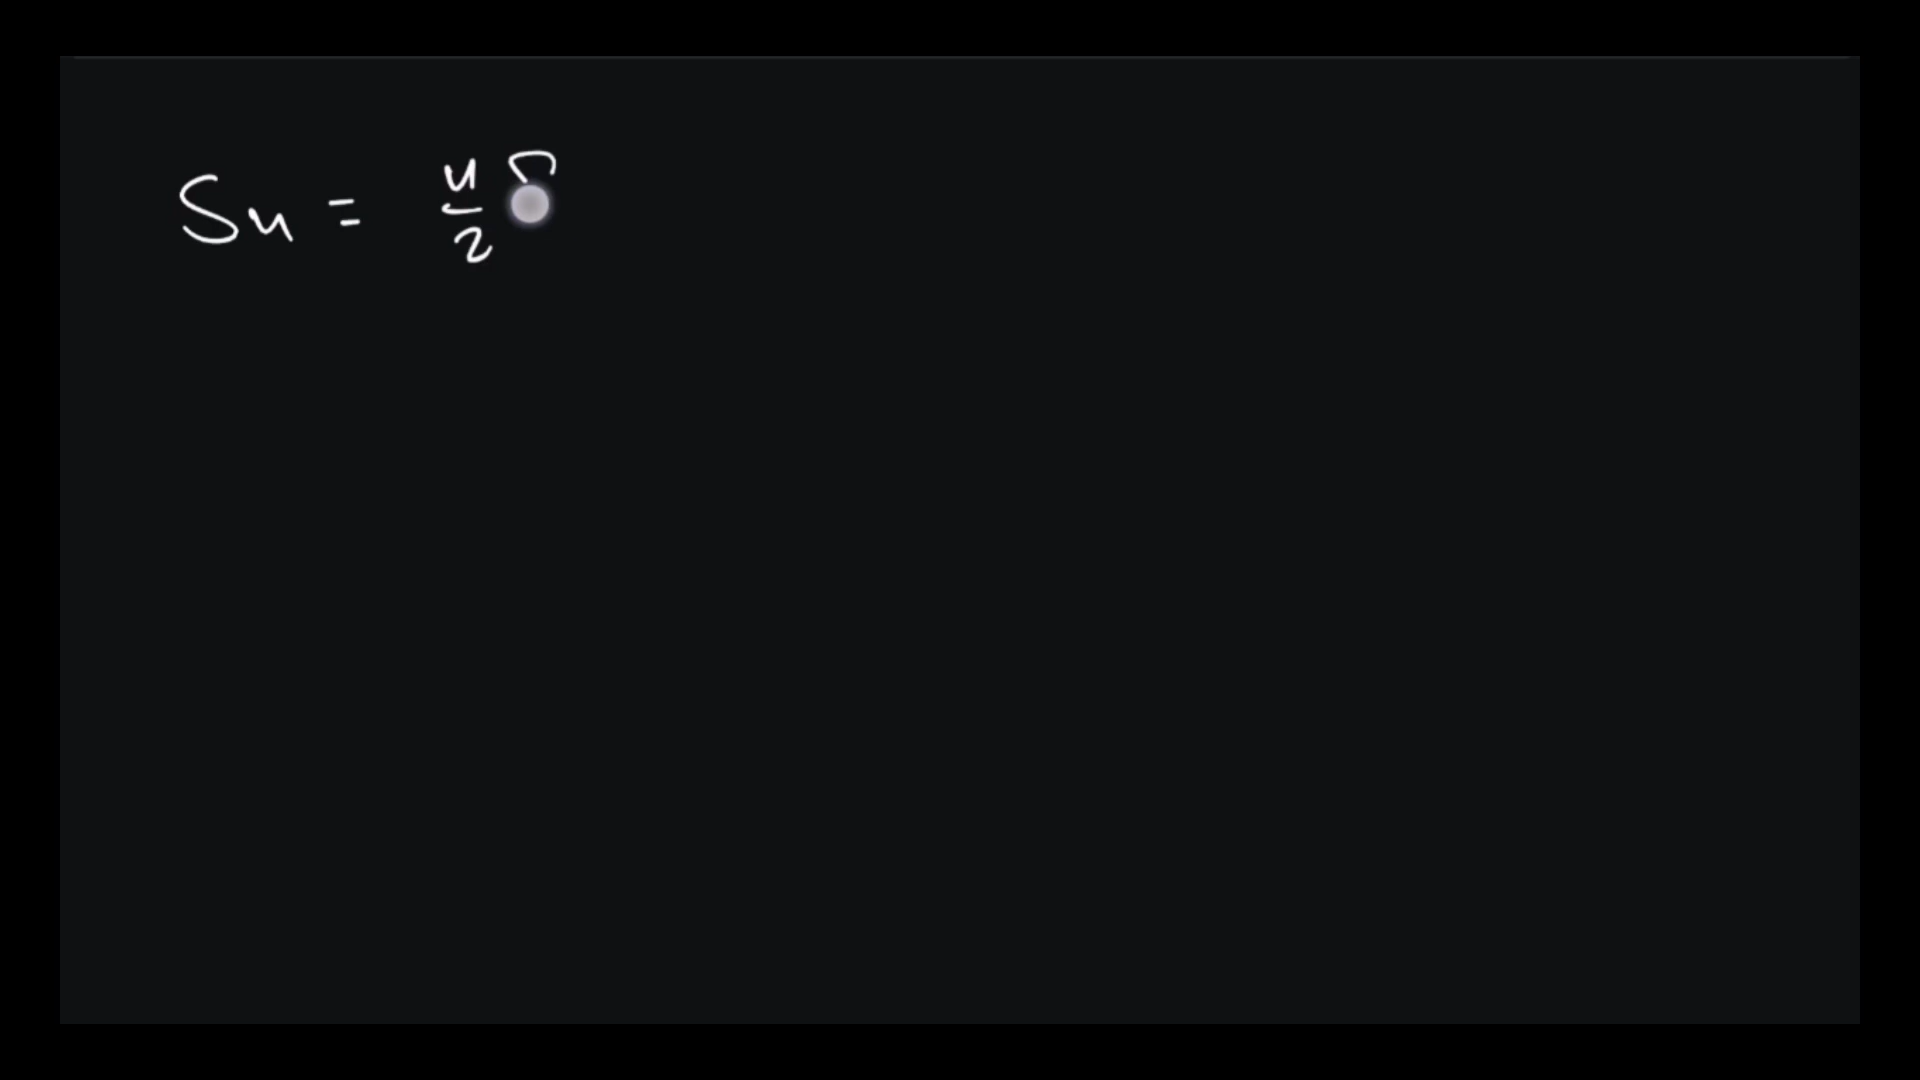 Sn = n/2